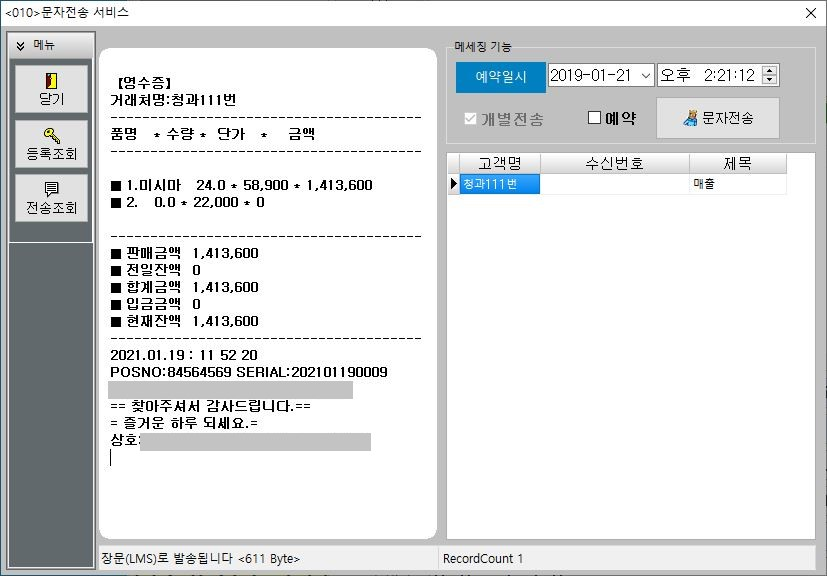 <010>문자전송 서비스
메뉴
닫기
등록조회
전송조회
[영수증]
거래처명:청과111번
---------------------------------------
품명 * 수량 * 단가 * 금액
---------------------------------------
■ 1.미시마 24.0 * 58,900 * 1,413,600
■ 2. 0.0 * 22,000 * 0
---------------------------------------
■ 판매금액 1,413,600
■ 전일잔액 0
■ 합계금액 1,413,600
■ 입금금액 0
■ 현재잔액 1,413,600
---------------------------------------
2021.01.19 : 11 52 20
POSNO:84564569 SERIAL:202101190009
== 찾아주셔서 감사드립니다.==
= 즐거운 하루 되세요.=
상호:
메세징 기능
예약일시 2019-01-21 오후 2:21:12
개별전송 예약 문자전송
고객명 수신번호 제목
청과111번 매출
장문(LMS)로 발송됩니다 <611 Byte> RecordCount 1